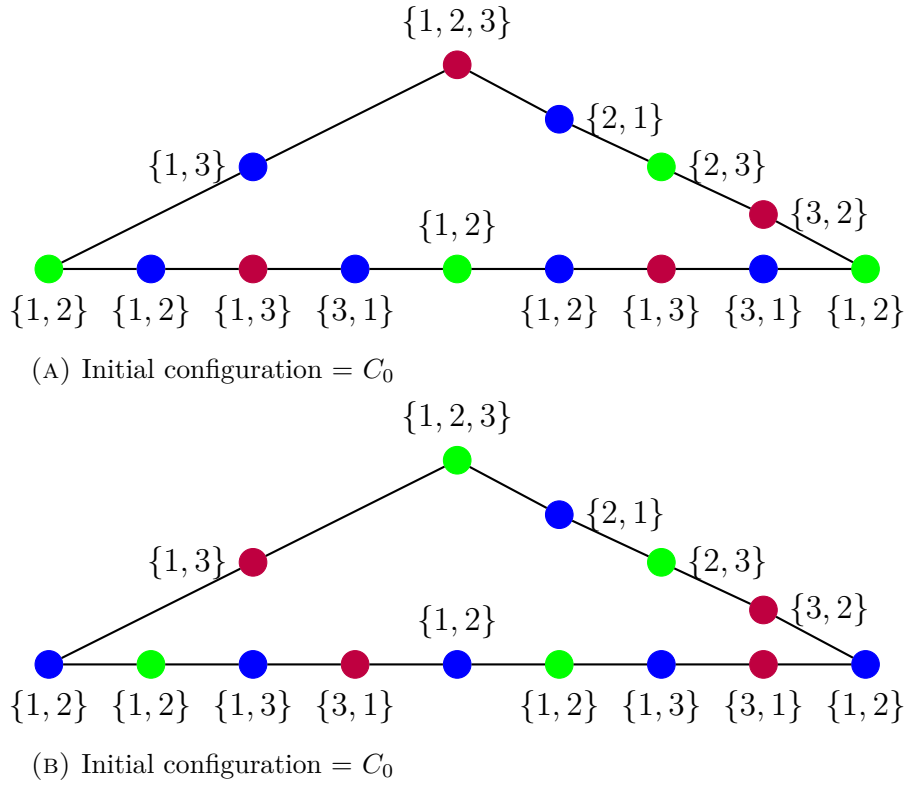 {1, 2, 3}
{2, 1}
{1, 3} {2, 3}
{3, 2}
{1, 2}
{1, 2} {1, 2} {1, 3} {3, 1} {1, 2} {1, 3} {3, 1} {1, 2}
(A) Initial configuration = C₀
{1, 2, 3}
{2, 1}
{1, 3} {2, 3}
{3, 2}
{1, 2}
{1, 2} {1, 2} {1, 3} {3, 1} {1, 2} {1, 3} {3, 1} {1, 2}
(B) Initial configuration = C₀